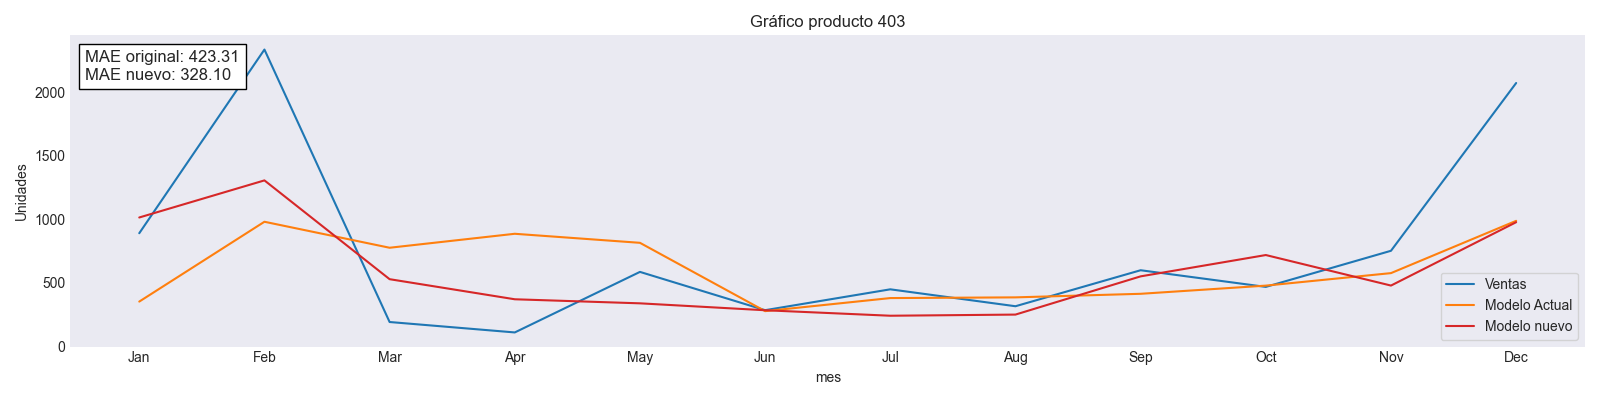 Gráfico producto 403
MAE original: 423.31
MAE nuevo: 328.10
Unidades
2000
1500
1000
500
0
Jan Feb Mar Apr May Jun Jul Aug Sep Oct Nov Dec
mes
Ventas
Modelo Actual
Modelo nuevo